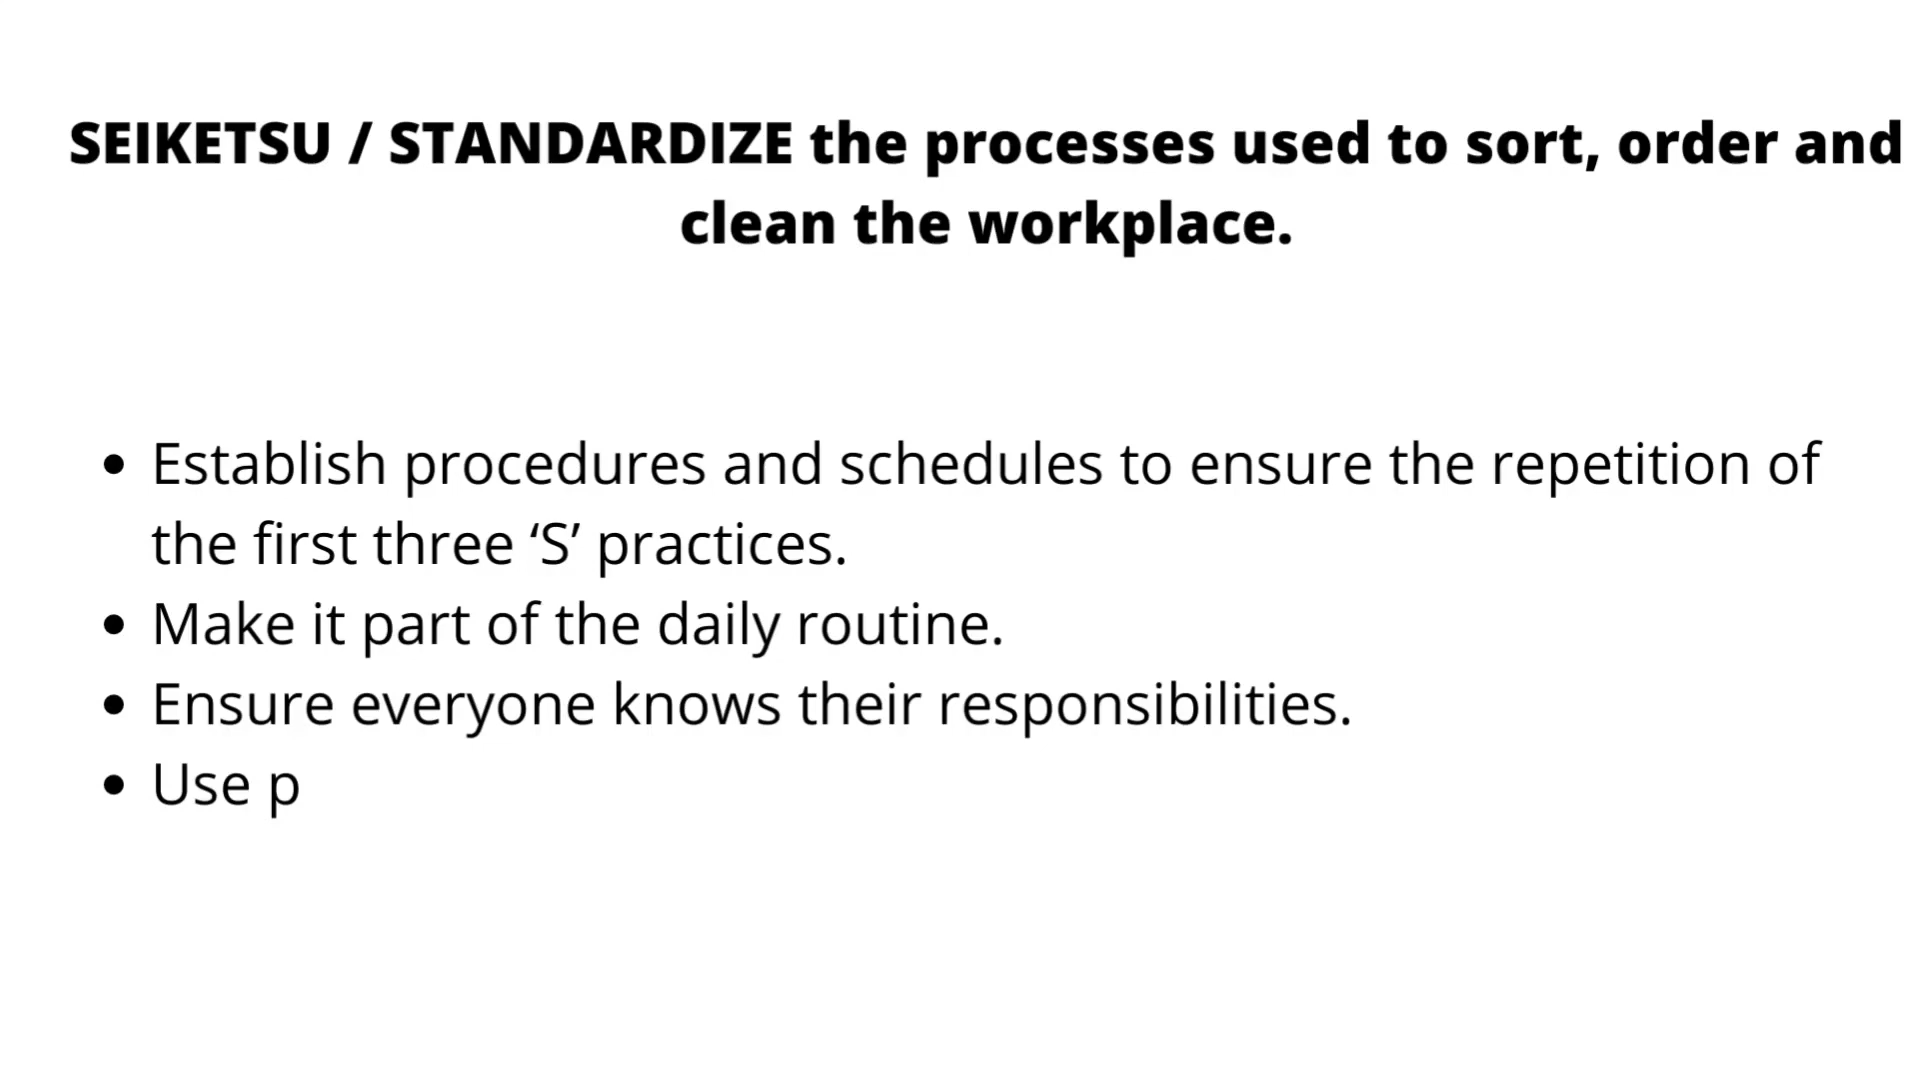 SEIKETSU / STANDARDIZE the processes used to sort, order and
clean the workplace.
• Establish procedures and schedules to ensure the repetition of
the first three ‘S’ practices.
• Make it part of the daily routine.
• Ensure everyone knows their responsibilities.
• Use p